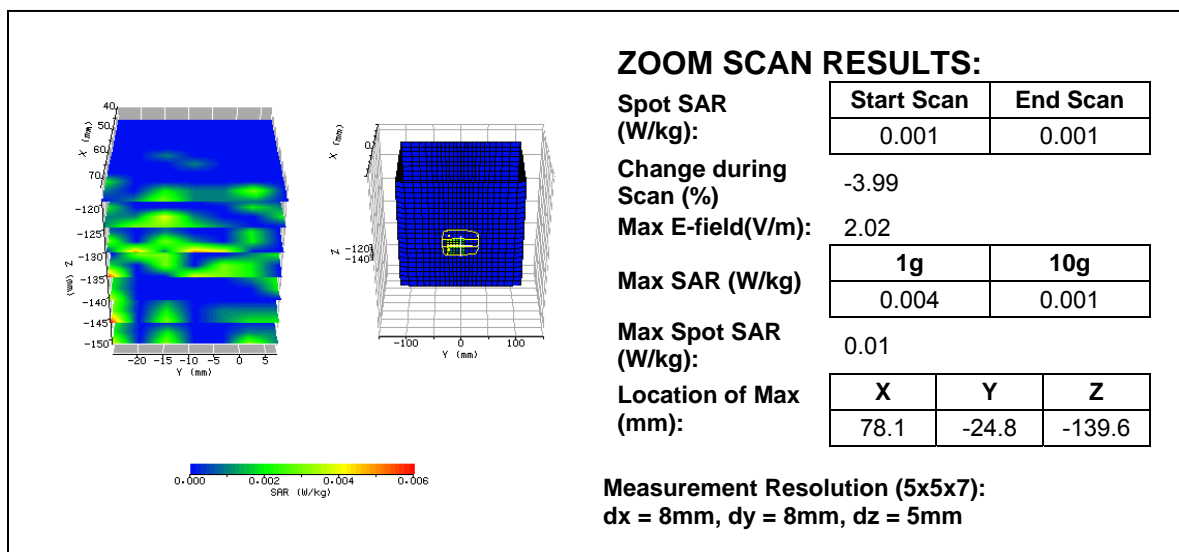 ZOOM SCAN RESULTS:
Spot SAR
(W/kg):
Start Scan End Scan
0.001 0.001
Change during
Scan (%)
-3.99
Max E-field(V/m): 2.02
Max SAR (W/kg)
1g 10g
0.004 0.001
Max Spot SAR
(W/kg):
0.01
Location of Max
(mm):
X Y Z
78.1 -24.8 -139.6
Measurement Resolution (5x5x7):
dx = 8mm, dy = 8mm, dz = 5mm
40
50
60
70
X (mm)
-120
-125
-130
-135
-140
-145
-150
Z (mm)
-20 -15 -10 -5 0 5
Y (mm)
X (mm)
Z
-120
-140
-100 0 100
Y (mm)
0.000 0.002 0.004 0.006
SAR (W/kg)